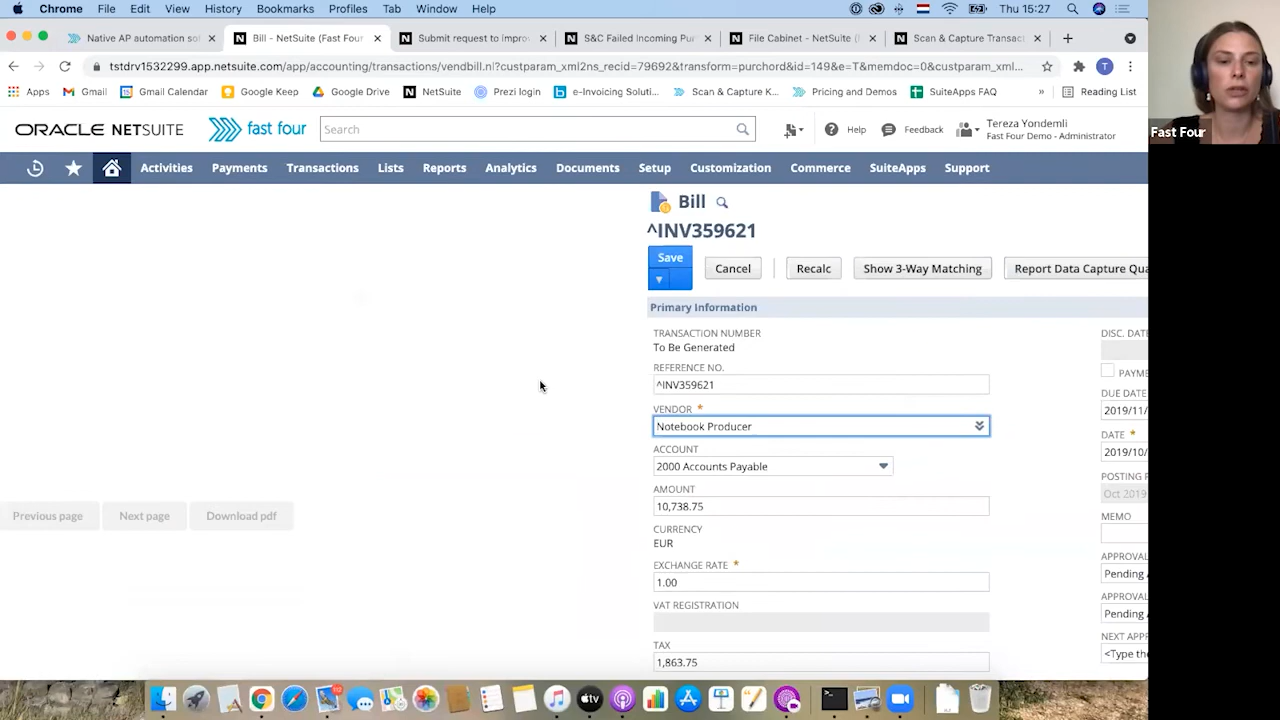 Chrome File Edit View History Bookmarks Profiles Tab Window Help Thu 15:27
Native AP automation sol
Bill - NetSuite (Fast Four
Submit request to improv
S&C Failed Incoming Pur
File Cabinet - NetSuite (
Scan & Capture Transac
tstdrv1532299.app.netsuite.com/app/accounting/transactions/vendbill.nl?custparam_xml2ns_recid=79692&transform=purchord&id=149&e=T&memdoc=0&custparam_xml...
T
Apps Gmail Google Calendar Google Keep Google Drive NetSuite Prezi login e-Invoicing Soluti... Scan & Capture K... Pricing and Demos SuiteApps FAQ » Reading List
ORACLE NETSUITE fast four Search Help Feedback
Tereza Yondemli
Fast Four Demo - Administrator
Fast Four
Activities Payments Transactions Lists Reports Analytics Documents Setup Customization Commerce SuiteApps Support
Bill
^INV359621
Save Cancel Recalc Show 3-Way Matching Report Data Capture Qua
Primary Information
TRANSACTION NUMBER
To Be Generated
REFERENCE NO.
^INV359621
VENDOR *
Notebook Producer
ACCOUNT
2000 Accounts Payable
AMOUNT
10,738.75
CURRENCY
EUR
EXCHANGE RATE *
1.00
VAT REGISTRATION
TAX
1,863.75
DISC. DATE
PAYME
DUE DATE
2019/11/
DATE *
2019/10/
POSTING P
Oct 2019
MEMO
APPROVAL
Pending A
APPROVAL
Pending A
NEXT APPR
<Type the
Previous page Next page Download pdf